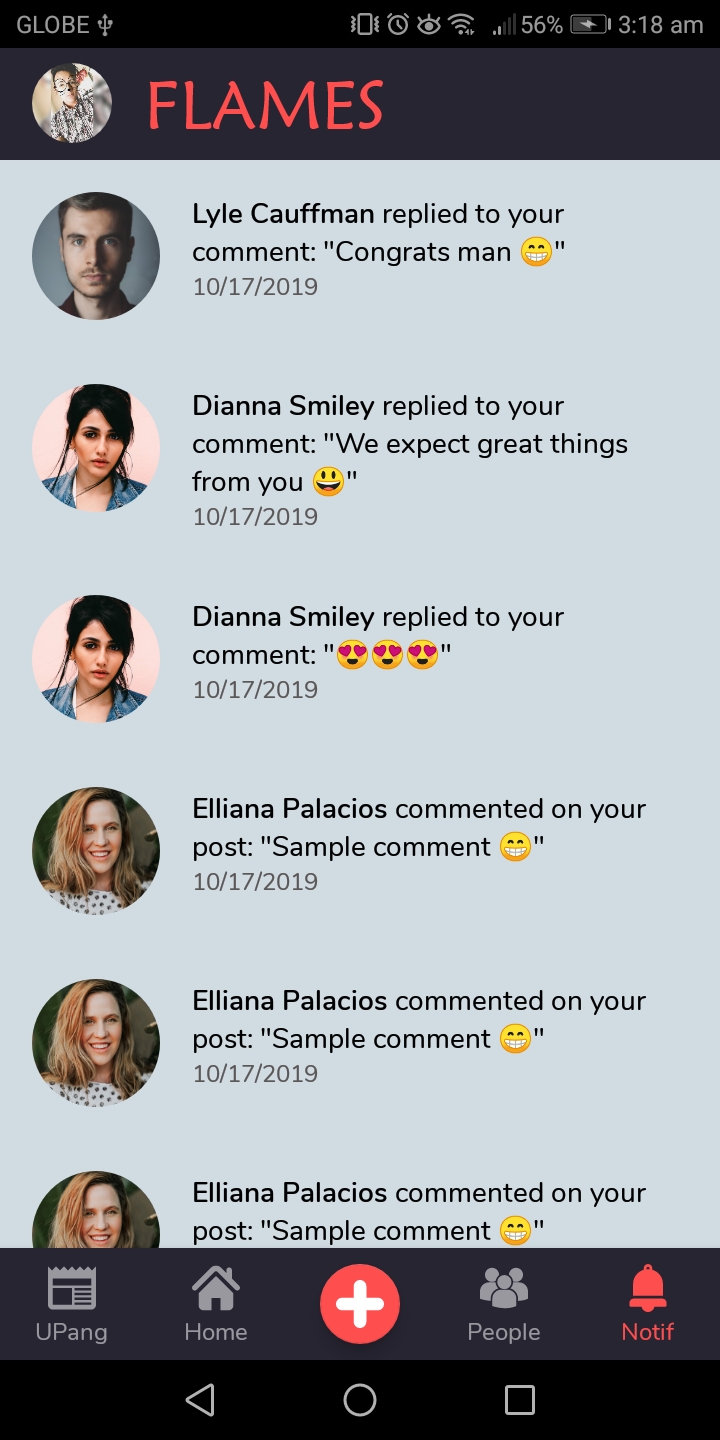 GLOBE 56% 3:18 am
FLAMES
Lyle Cauffman replied to your
comment: "Congrats man 😁"
10/17/2019
Dianna Smiley replied to your
comment: "We expect great things
from you 😃"
10/17/2019
Dianna Smiley replied to your
comment: "😍😍😍"
10/17/2019
Elliana Palacios commented on your
post: "Sample comment 😁"
10/17/2019
Elliana Palacios commented on your
post: "Sample comment 😁"
10/17/2019
Elliana Palacios commented on your
post: "Sample comment 😁"
UPang Home People Notif